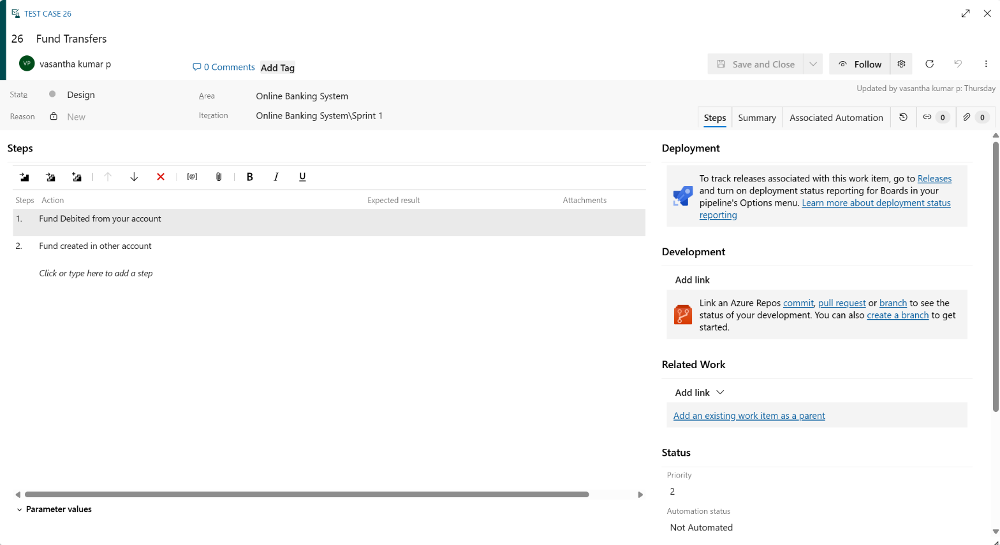 TEST CASE 26
26 Fund Transfers
VP vasantha kumar p
0 Comments Add Tag
Save and Close
Follow
State Design
Area Online Banking System
Updated by vasantha kumar p: Thursday
Reason New
Iteration Online Banking System\Sprint 1
Steps Summary Associated Automation 0 0
Steps
[@] B I U
Steps Action Expected result Attachments
1. Fund Debited from your account
2. Fund created in other account
Click or type here to add a step
Parameter values
Deployment
To track releases associated with this work item, go to Releases
and turn on deployment status reporting for Boards in your
pipeline's Options menu. Learn more about deployment status
reporting
Development
Add link
Link an Azure Repos commit, pull request or branch to see the
status of your development. You can also create a branch to get
started.
Related Work
Add link
Add an existing work item as a parent
Status
Priority
2
Automation status
Not Automated